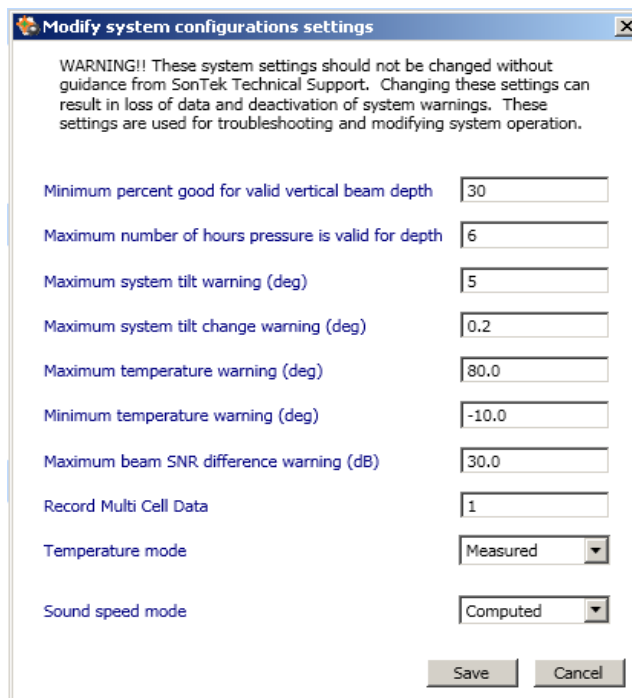 Modify system configurations settings
WARNING!! These system settings should not be changed without
guidance from SonTek Technical Support. Changing these settings can
result in loss of data and deactivation of system warnings. These
settings are used for troubleshooting and modifying system operation.
Minimum percent good for valid vertical beam depth 30
Maximum number of hours pressure is valid for depth 6
Maximum system tilt warning (deg) 5
Maximum system tilt change warning (deg) 0.2
Maximum temperature warning (deg) 80.0
Minimum temperature warning (deg) -10.0
Maximum beam SNR difference warning (dB) 30.0
Record Multi Cell Data 1
Temperature mode Measured
Sound speed mode Computed
Save Cancel